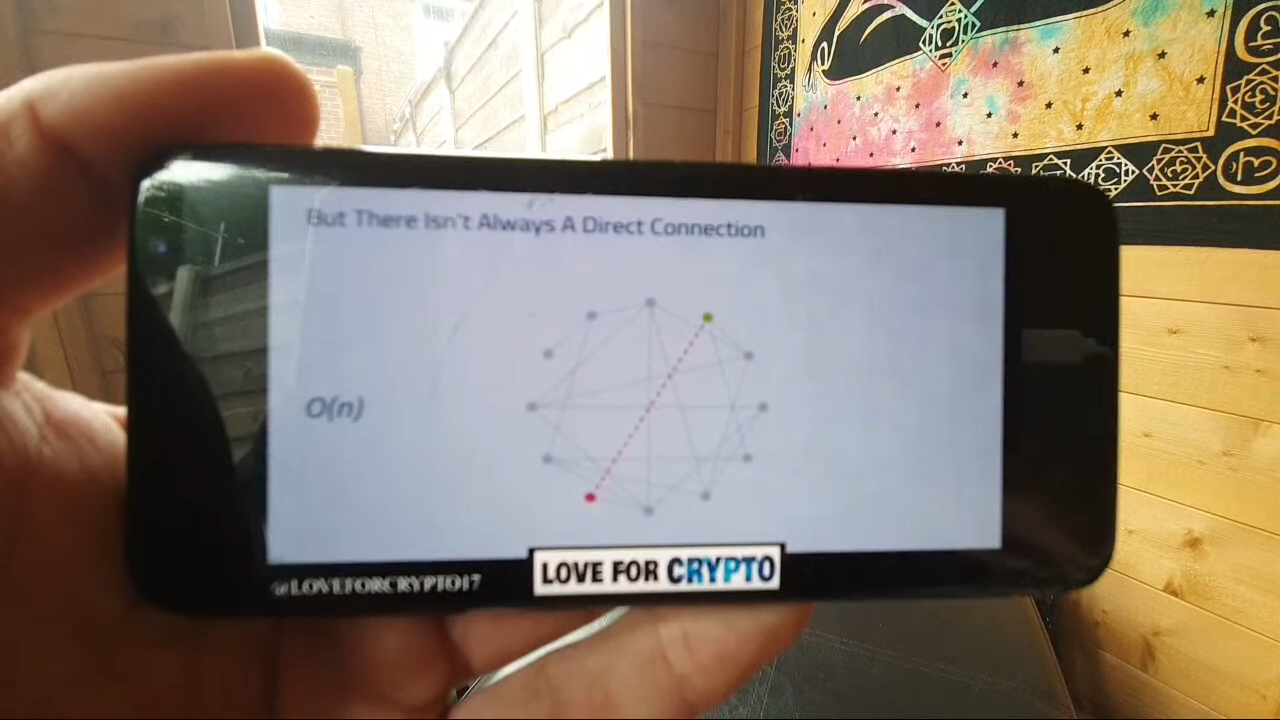 But There Isn't Always A Direct Connection
O(n)
@LOVEFORCRYPTO17
LOVE FOR CRYPTO